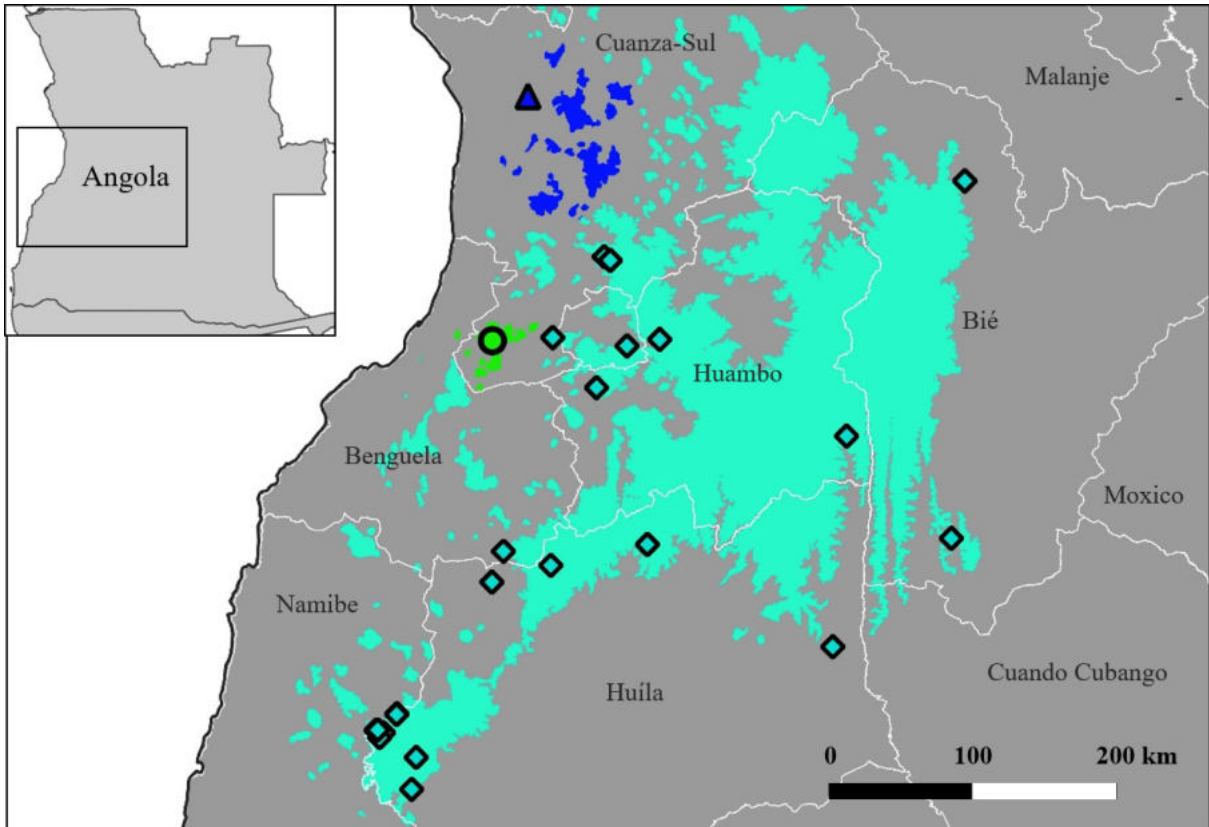 Cuanza-Sul
Malanje
Angola
Bié
Huambo
Benguela
Moxico
Namibe
Cuando Cubango
Huíla
0 100 200 km